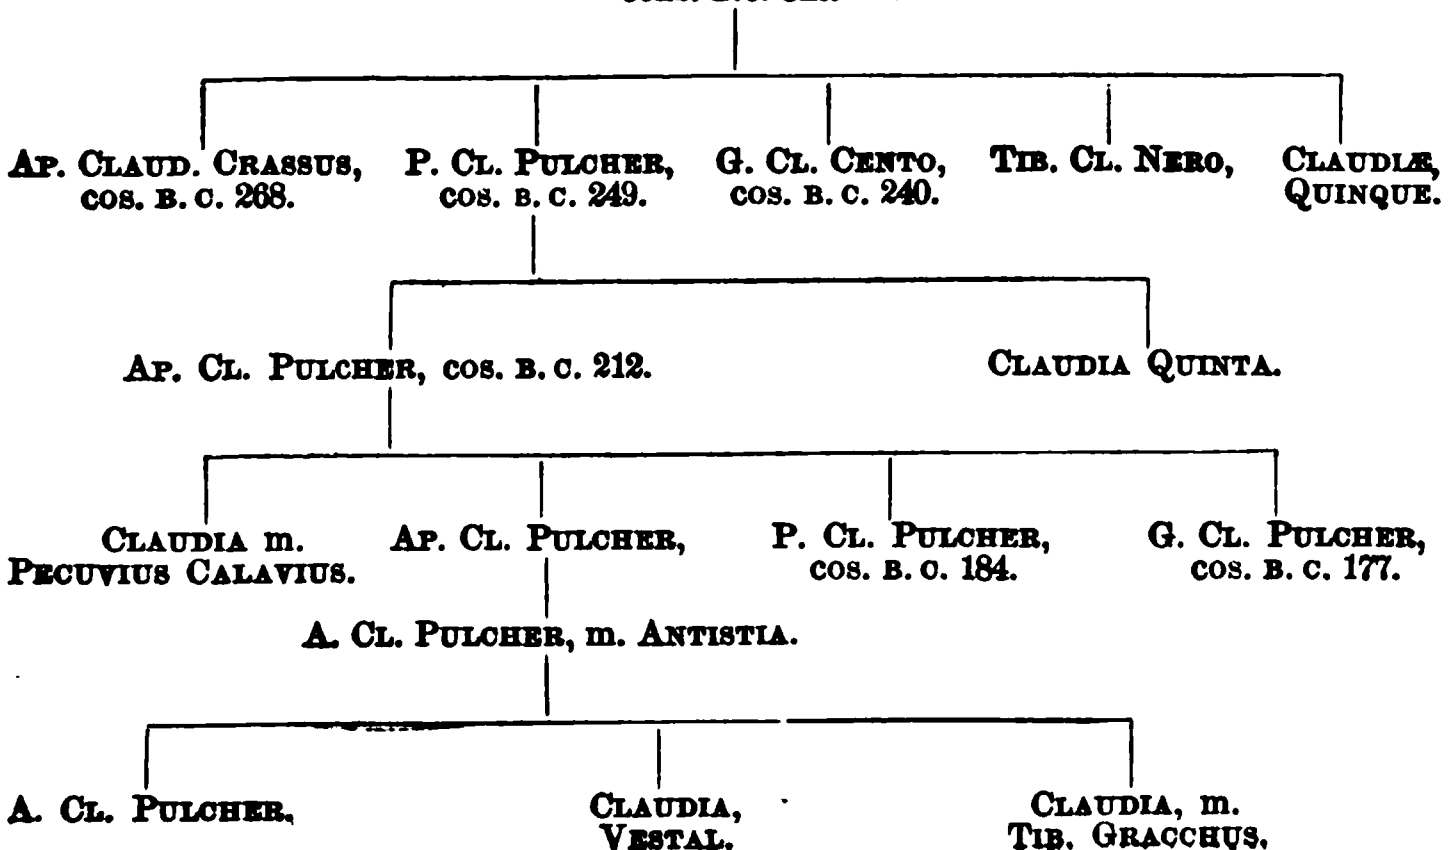 AP. CLAUD. CRASSUS,
COS. B. C. 268.
P. CL. PULCHER,
COS. B. C. 249.
G. CL. CENTO,
COS. B. C. 240.
TIB. CL. NERO,
CLAUDIÆ,
QUINQUE.
AP. CL. PULCHER, COS. B. C. 212.
CLAUDIA QUINTA.
CLAUDIA m.
PECUVIUS CALAVIUS.
AP. CL. PULCHER,
P. CL. PULCHER,
COS. B. C. 184.
G. CL. PULCHER,
COS. B. C. 177.
A. CL. PULCHER, m. ANTISTIA.
A. CL. PULCHER.
CLAUDIA,
VESTAL.
CLAUDIA, m.
TIB. GRACCHUS.